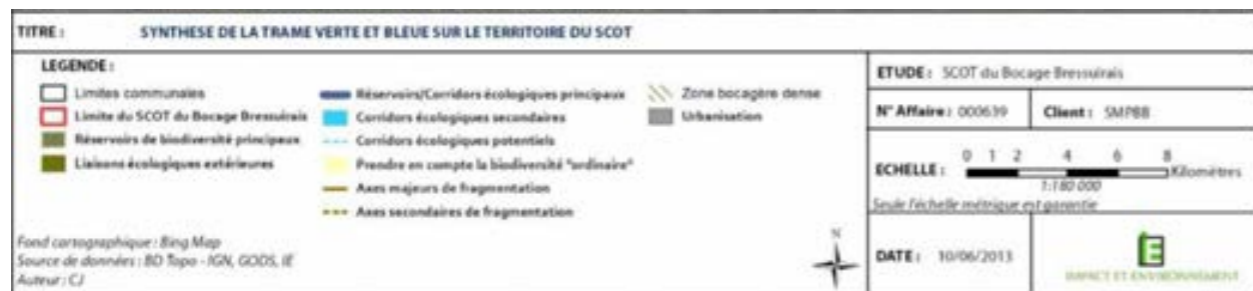 TITRE : SYNTHESE DE LA TRAME VERTE ET BLEUE SUR LE TERRITOIRE DU SCOT
LEGENDE :
Limites communales
Limite du SCOT du Bocage Bressuirais
Réservoirs de biodiversité principaux
Liaisons écologiques extérieures
Réservoirs/Corridors écologiques principaux
Corridors écologiques secondaires
Corridors écologiques potentiels
Prendre en compte la biodiversité "ordinaire"
Axes majeurs de fragmentation
Axes secondaires de fragmentation
Zone bocagère dense
Urbanisation
Fond cartographique : Bing Map
Source de données : BD Topo - IGN, GODS, IE
Auteur : CJ
N
ETUDE : SCOT du Bocage Bressuirais
N° Affaire : 000639
Client : SMPBB
ECHELLE :
0 1 2 4 6 8
Kilomètres
1:180 000
Seule l'échelle métrique est garantie
DATE : 10/06/2013
IMPACT ET ENVIRONNEMENT